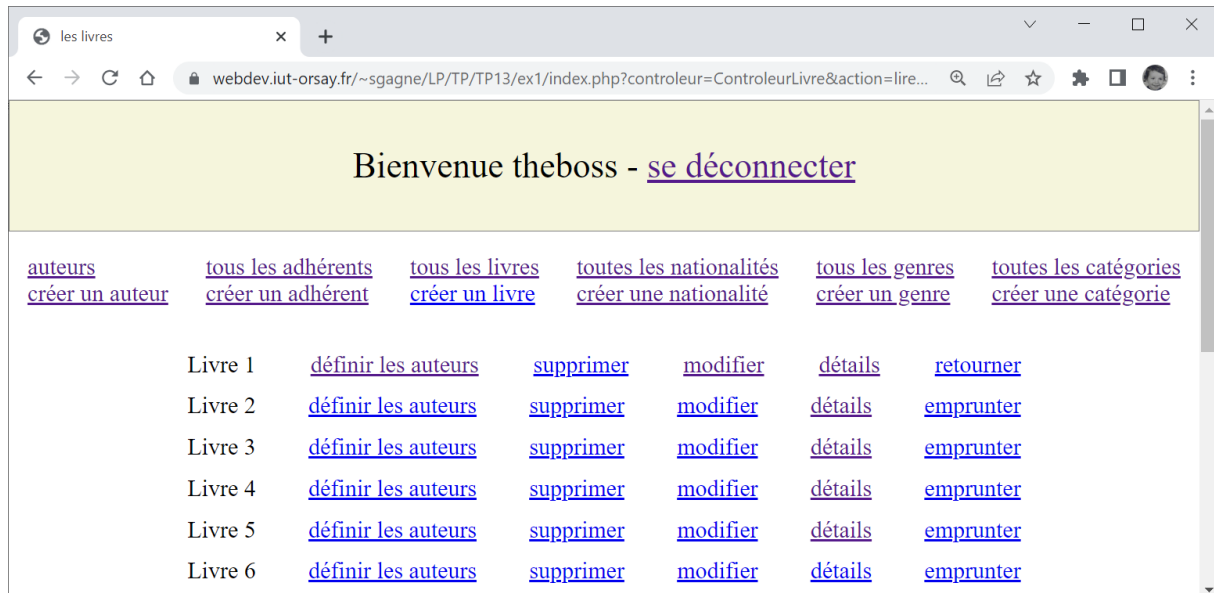 les livres
webdev.iut-orsay.fr/~sgagne/LP/TP/TP13/ex1/index.php?controleur=ControleurLivre&action=lire...
Bienvenue theboss - se déconnecter
auteurs tous les adhérents tous les livres toutes les nationalités tous les genres toutes les catégories
créer un auteur créer un adhérent créer un livre créer une nationalité créer un genre créer une catégorie
Livre 1 définir les auteurs supprimer modifier détails retourner
Livre 2 définir les auteurs supprimer modifier détails emprunter
Livre 3 définir les auteurs supprimer modifier détails emprunter
Livre 4 définir les auteurs supprimer modifier détails emprunter
Livre 5 définir les auteurs supprimer modifier détails emprunter
Livre 6 définir les auteurs supprimer modifier détails emprunter